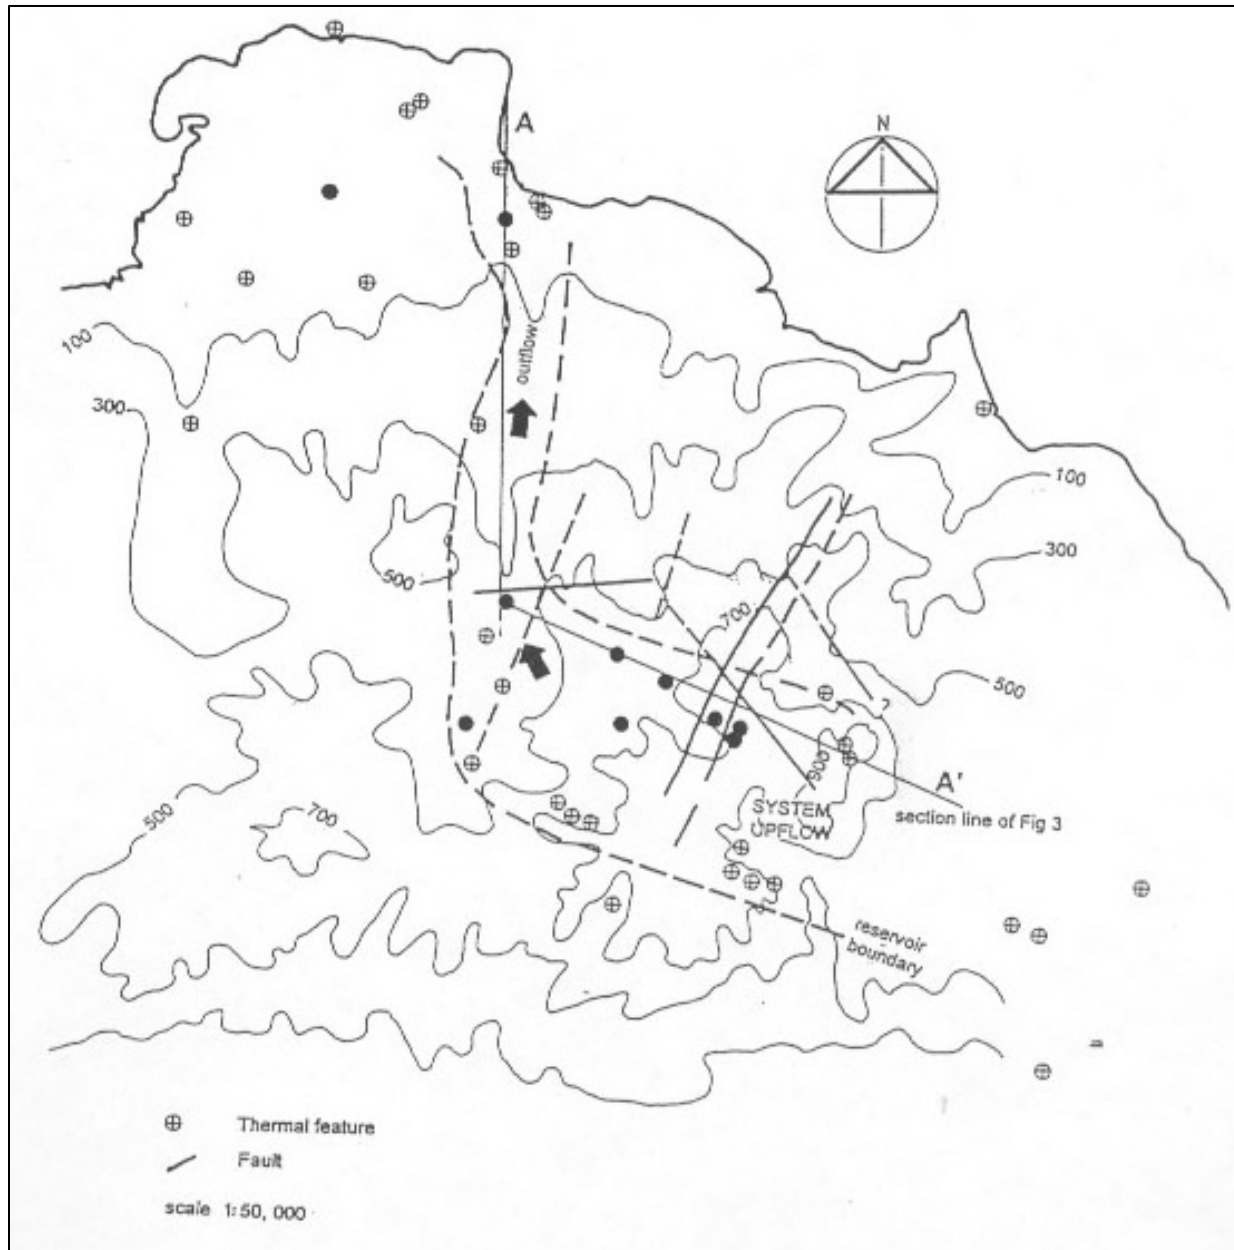 N
A
100
300
outflow
100
300
500
700
500
?
900
A'
SYSTEM
UPFLOW
section line of Fig 3
500
700
reservoir
boundary
Thermal feature
Fault
scale 1:50, 000